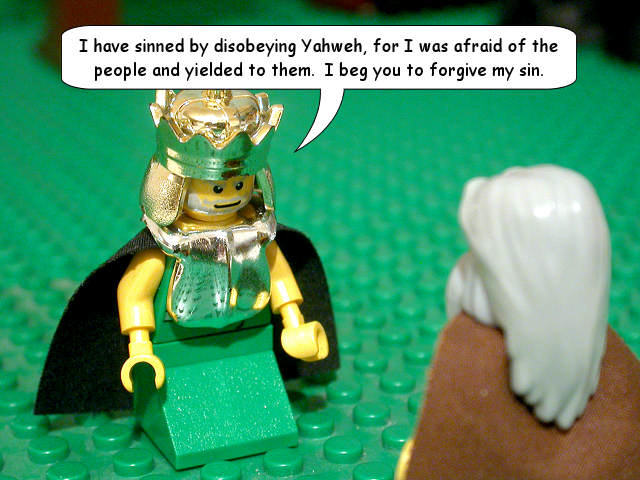 I have sinned by disobeying Yahweh, for I was afraid of the
people and yielded to them.  I beg you to forgive my sin.